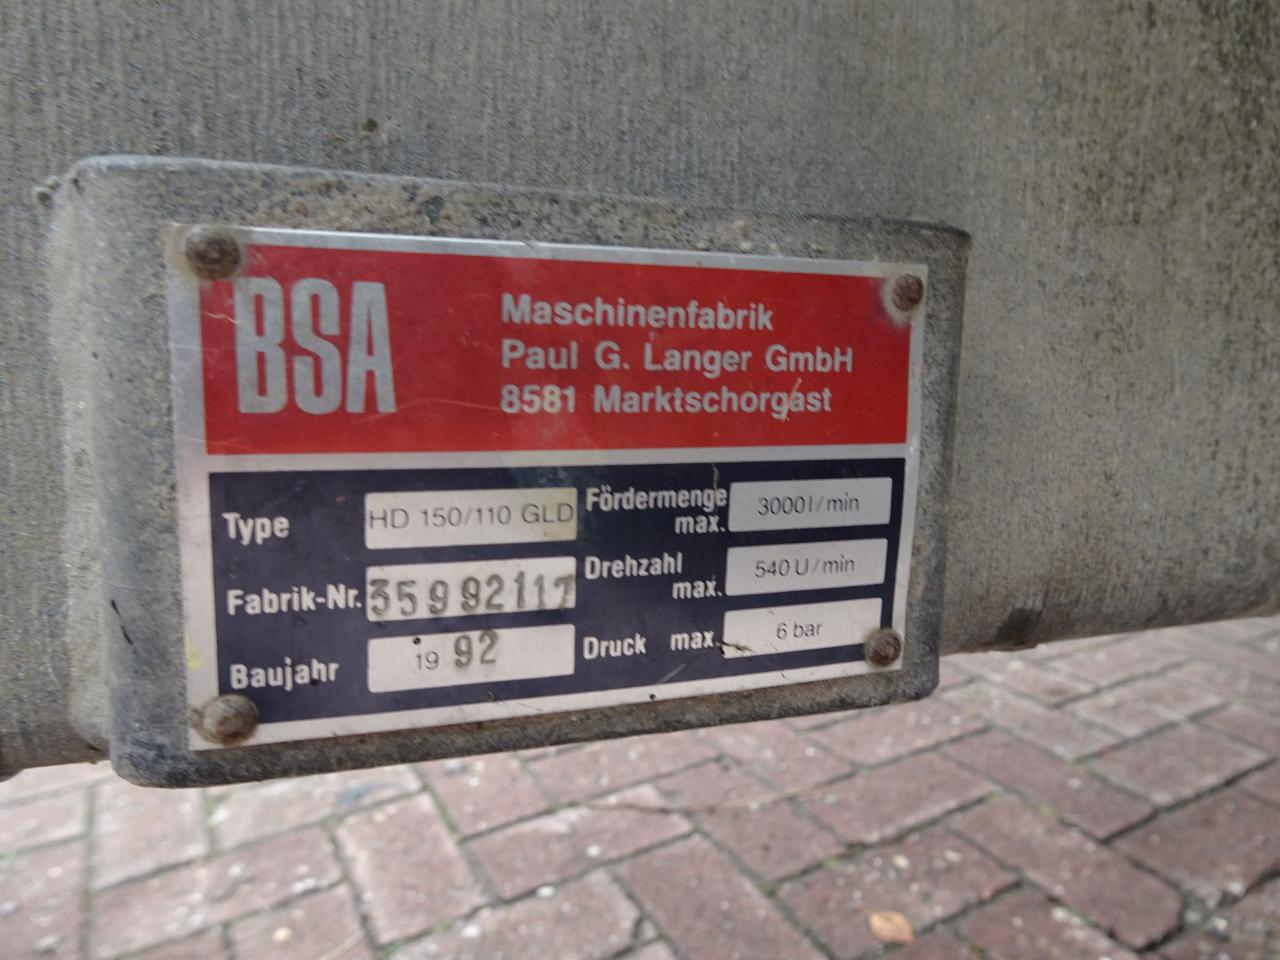 BSA
Maschinenfabrik
Paul G. Langer GmbH
8581 Marktschorgast
Type HD 150/110 GLD
Fabrik-Nr. 35992117
Baujahr 19 92
Fördermenge max. 3000 l/min
Drehzahl max. 540 U/min
Druck max. 6 bar